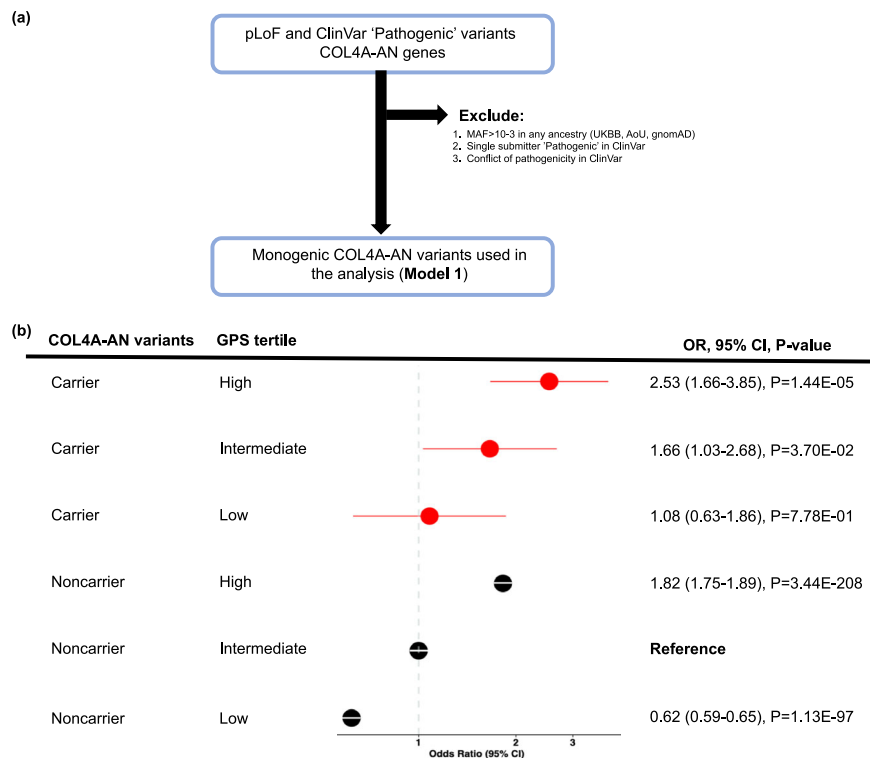 (a)
pLoF and ClinVar 'Pathogenic' variants
COL4A-AN genes
Exclude:
1. MAF>10-3 in any ancestry (UKBB, AoU, gnomAD)
2. Single submitter 'Pathogenic' in ClinVar
3. Conflict of pathogenicity in ClinVar
Monogenic COL4A-AN variants used in
the analysis (Model 1)
(b)
COL4A-AN variants GPS tertile OR, 95% CI, P-value
Carrier High 2.53 (1.66-3.85), P=1.44E-05
Carrier Intermediate 1.66 (1.03-2.68), P=3.70E-02
Carrier Low 1.08 (0.63-1.86), P=7.78E-01
Noncarrier High 1.82 (1.75-1.89), P=3.44E-208
Noncarrier Intermediate Reference
Noncarrier Low 0.62 (0.59-0.65), P=1.13E-97
1 2 3
Odds Ratio (95% CI)